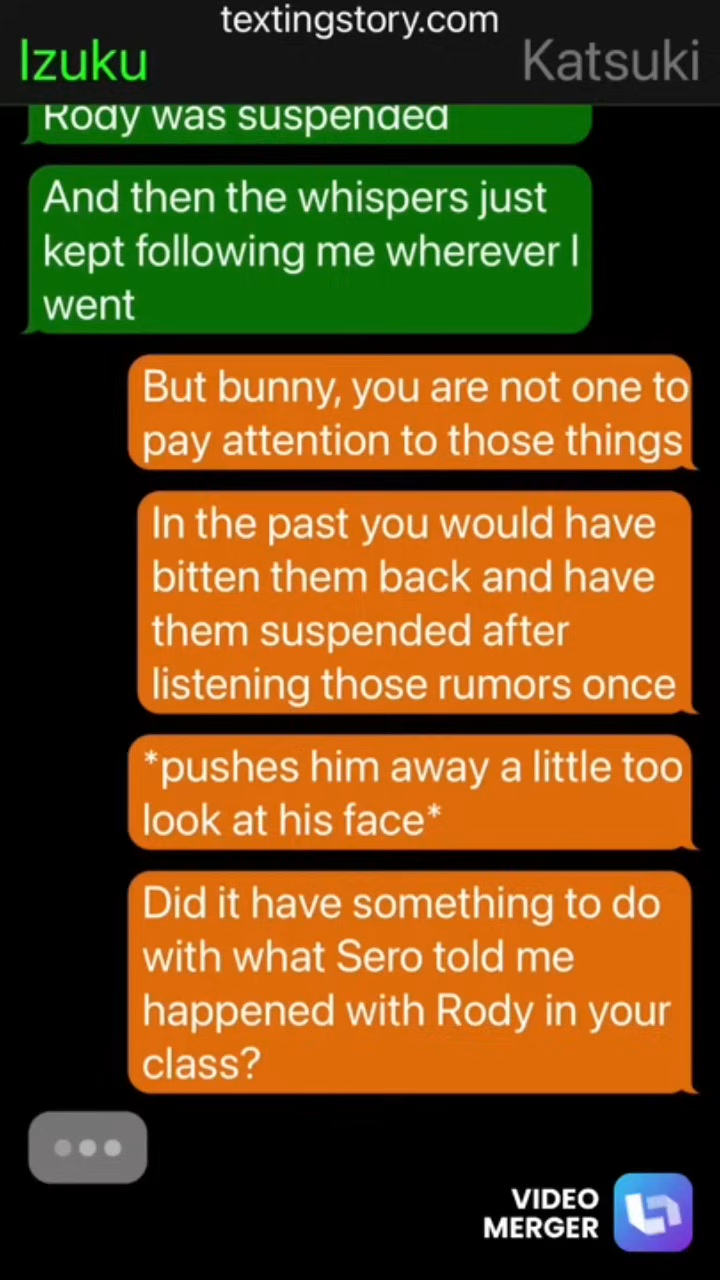 textingstory.com
Izuku
Katsuki
Rody was suspended
And then the whispers just
kept following me wherever I
went
But bunny, you are not one to
pay attention to those things
In the past you would have
bitten them back and have
them suspended after
listening those rumors once
*pushes him away a little too
look at his face*
Did it have something to do
with what Sero told me
happened with Rody in your
class?
VIDEO
MERGER